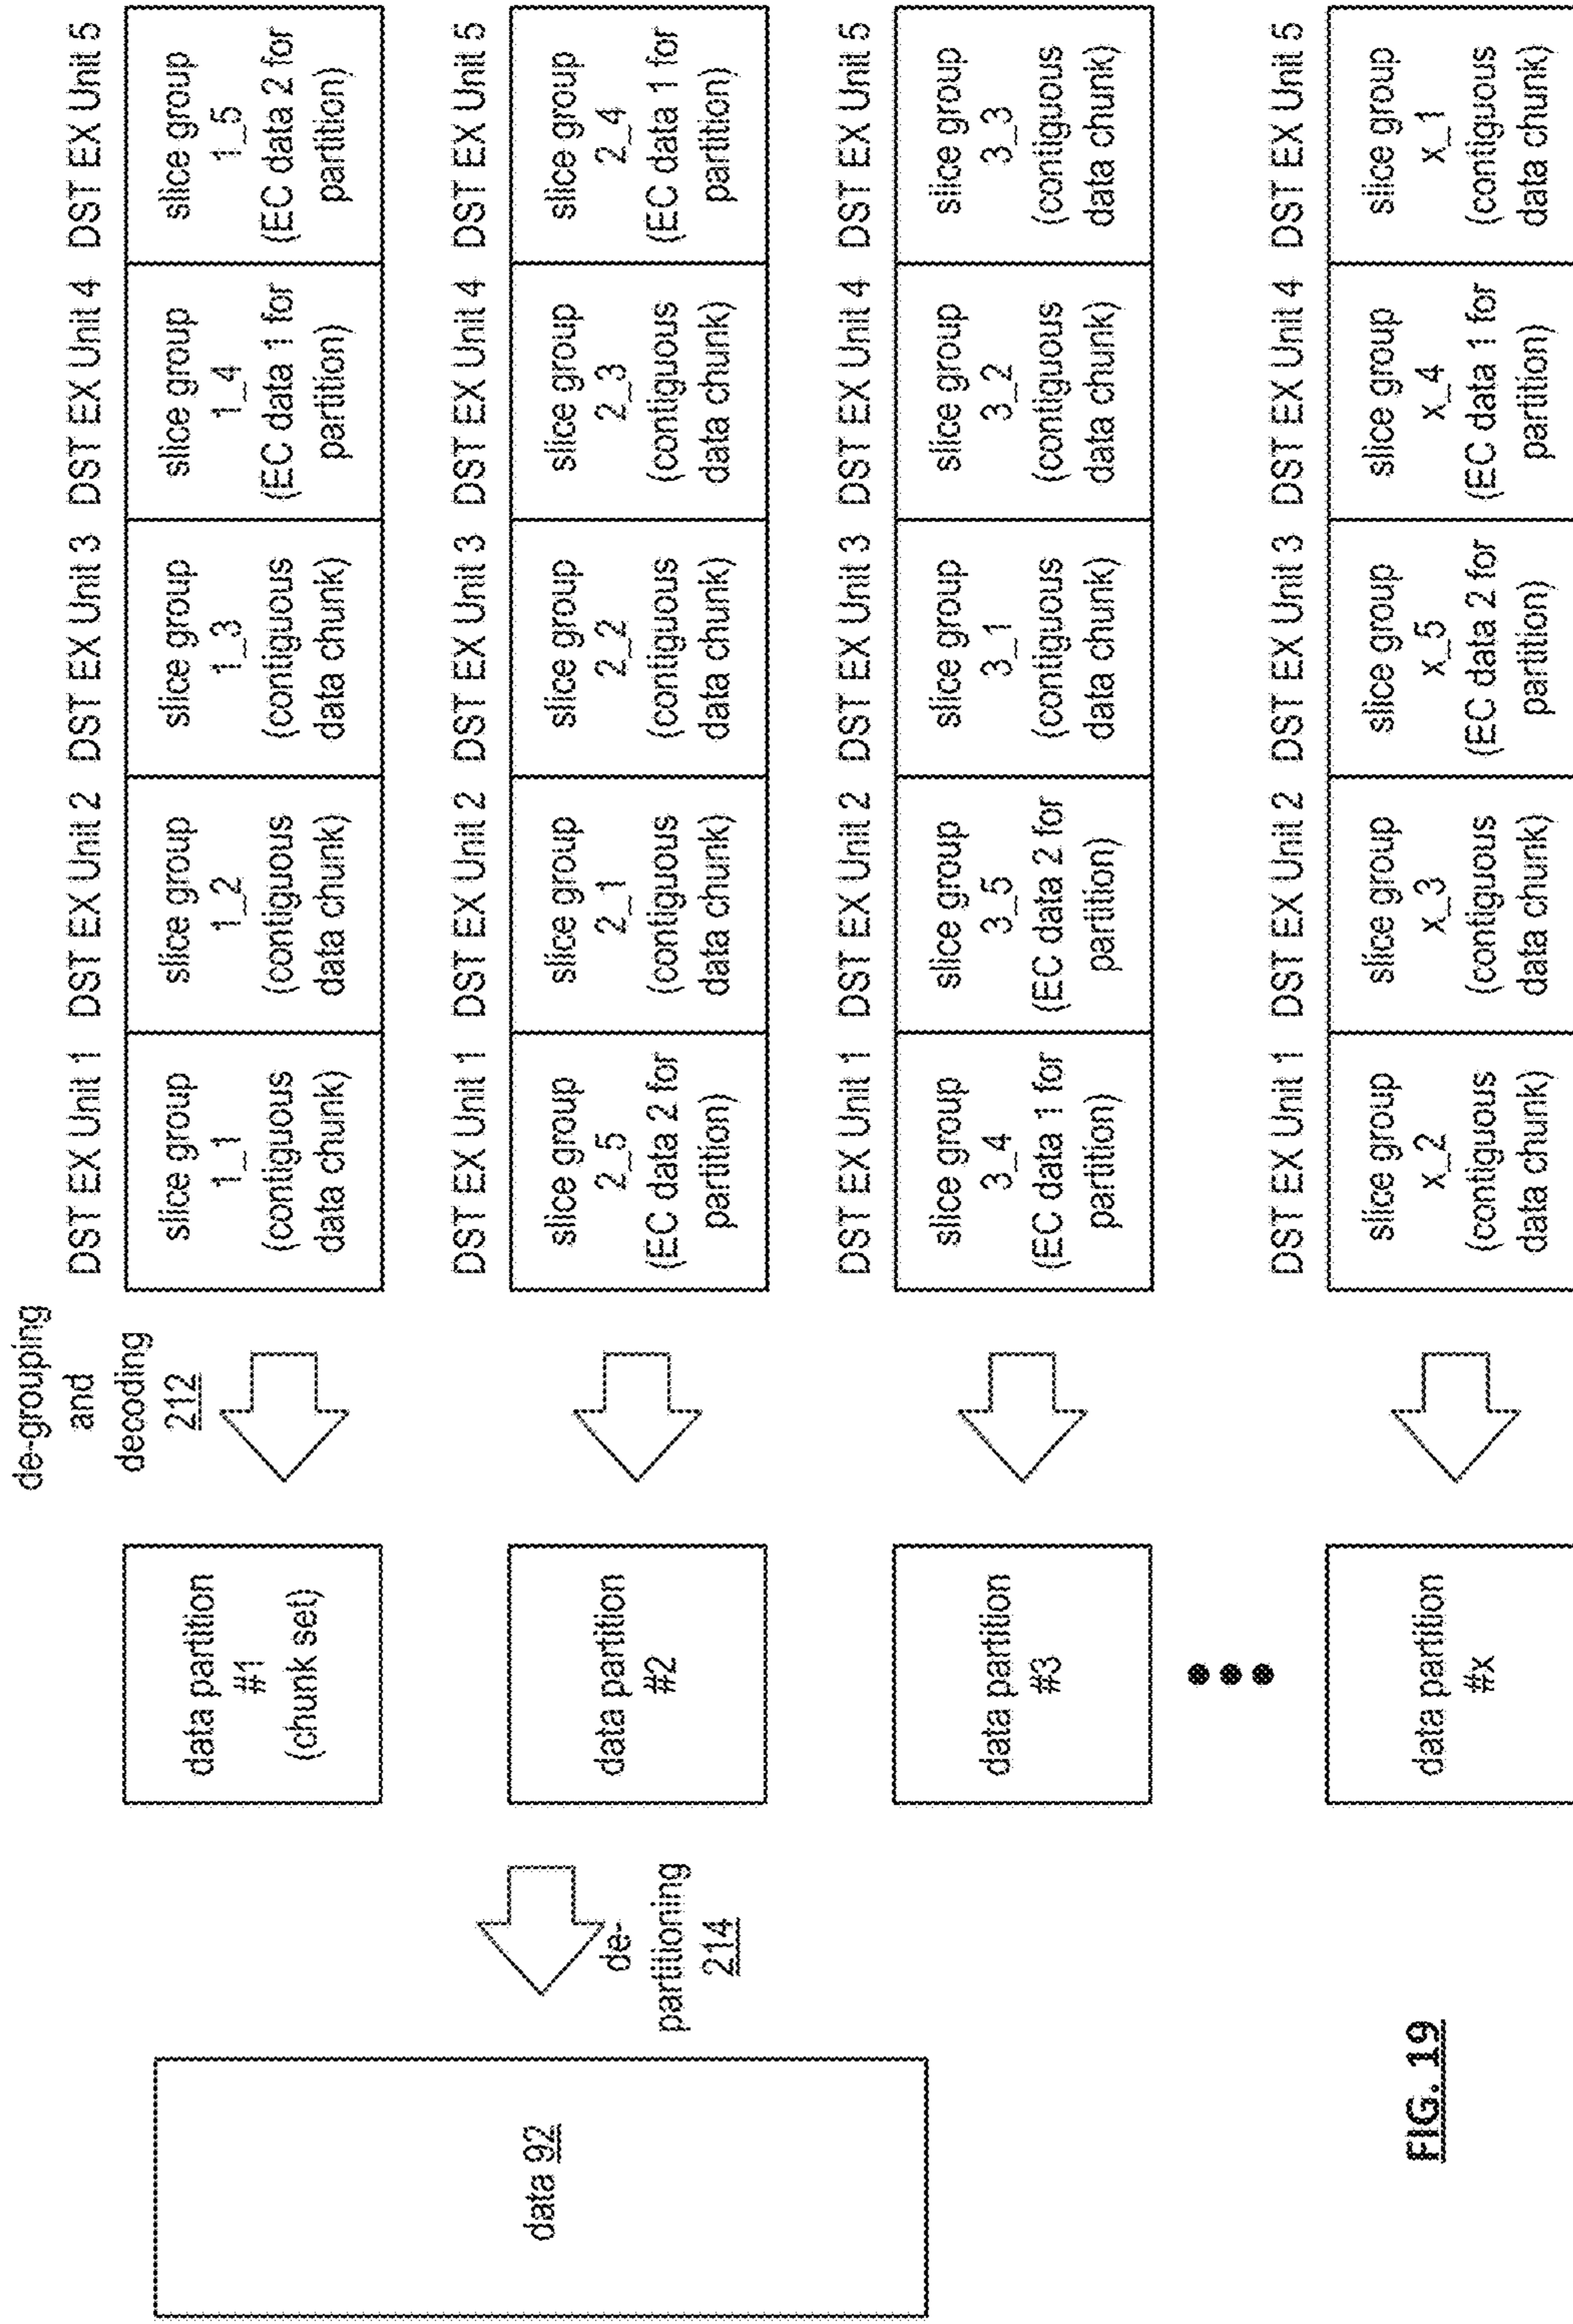 de-grouping
and
decoding
212
DST EX Unit 1 DST EX Unit 2 DST EX Unit 3 DST EX Unit 4 DST EX Unit 5
data 92
de-
partitioning
214
data partition
#1
(chunk set)
slice group
1_1
(contiguous
data chunk)
slice group
1_2
(contiguous
data chunk)
slice group
1_3
(contiguous
data chunk)
slice group
1_4
(EC data 1 for
partition)
slice group
1_5
(EC data 2 for
partition)
DST EX Unit 1 DST EX Unit 2 DST EX Unit 3 DST EX Unit 4 DST EX Unit 5
data partition
#2
slice group
2_5
(EC data 2 for
partition)
slice group
2_1
(contiguous
data chunk)
slice group
2_2
(contiguous
data chunk)
slice group
2_3
(contiguous
data chunk)
slice group
2_4
(EC data 1 for
partition)
DST EX Unit 1 DST EX Unit 2 DST EX Unit 3 DST EX Unit 4 DST EX Unit 5
data partition
#3
slice group
3_4
(EC data 1 for
partition)
slice group
3_5
(EC data 2 for
partition)
slice group
3_1
(contiguous
data chunk)
slice group
3_2
(contiguous
data chunk)
slice group
3_3
(contiguous
data chunk)
DST EX Unit 1 DST EX Unit 2 DST EX Unit 3 DST EX Unit 4 DST EX Unit 5
data partition
#x
slice group
x_2
(contiguous
data chunk)
slice group
x_3
(contiguous
data chunk)
slice group
x_5
(EC data 2 for
partition)
slice group
x_4
(EC data 1 for
partition)
slice group
x_1
(contiguous
data chunk)
FIG. 19